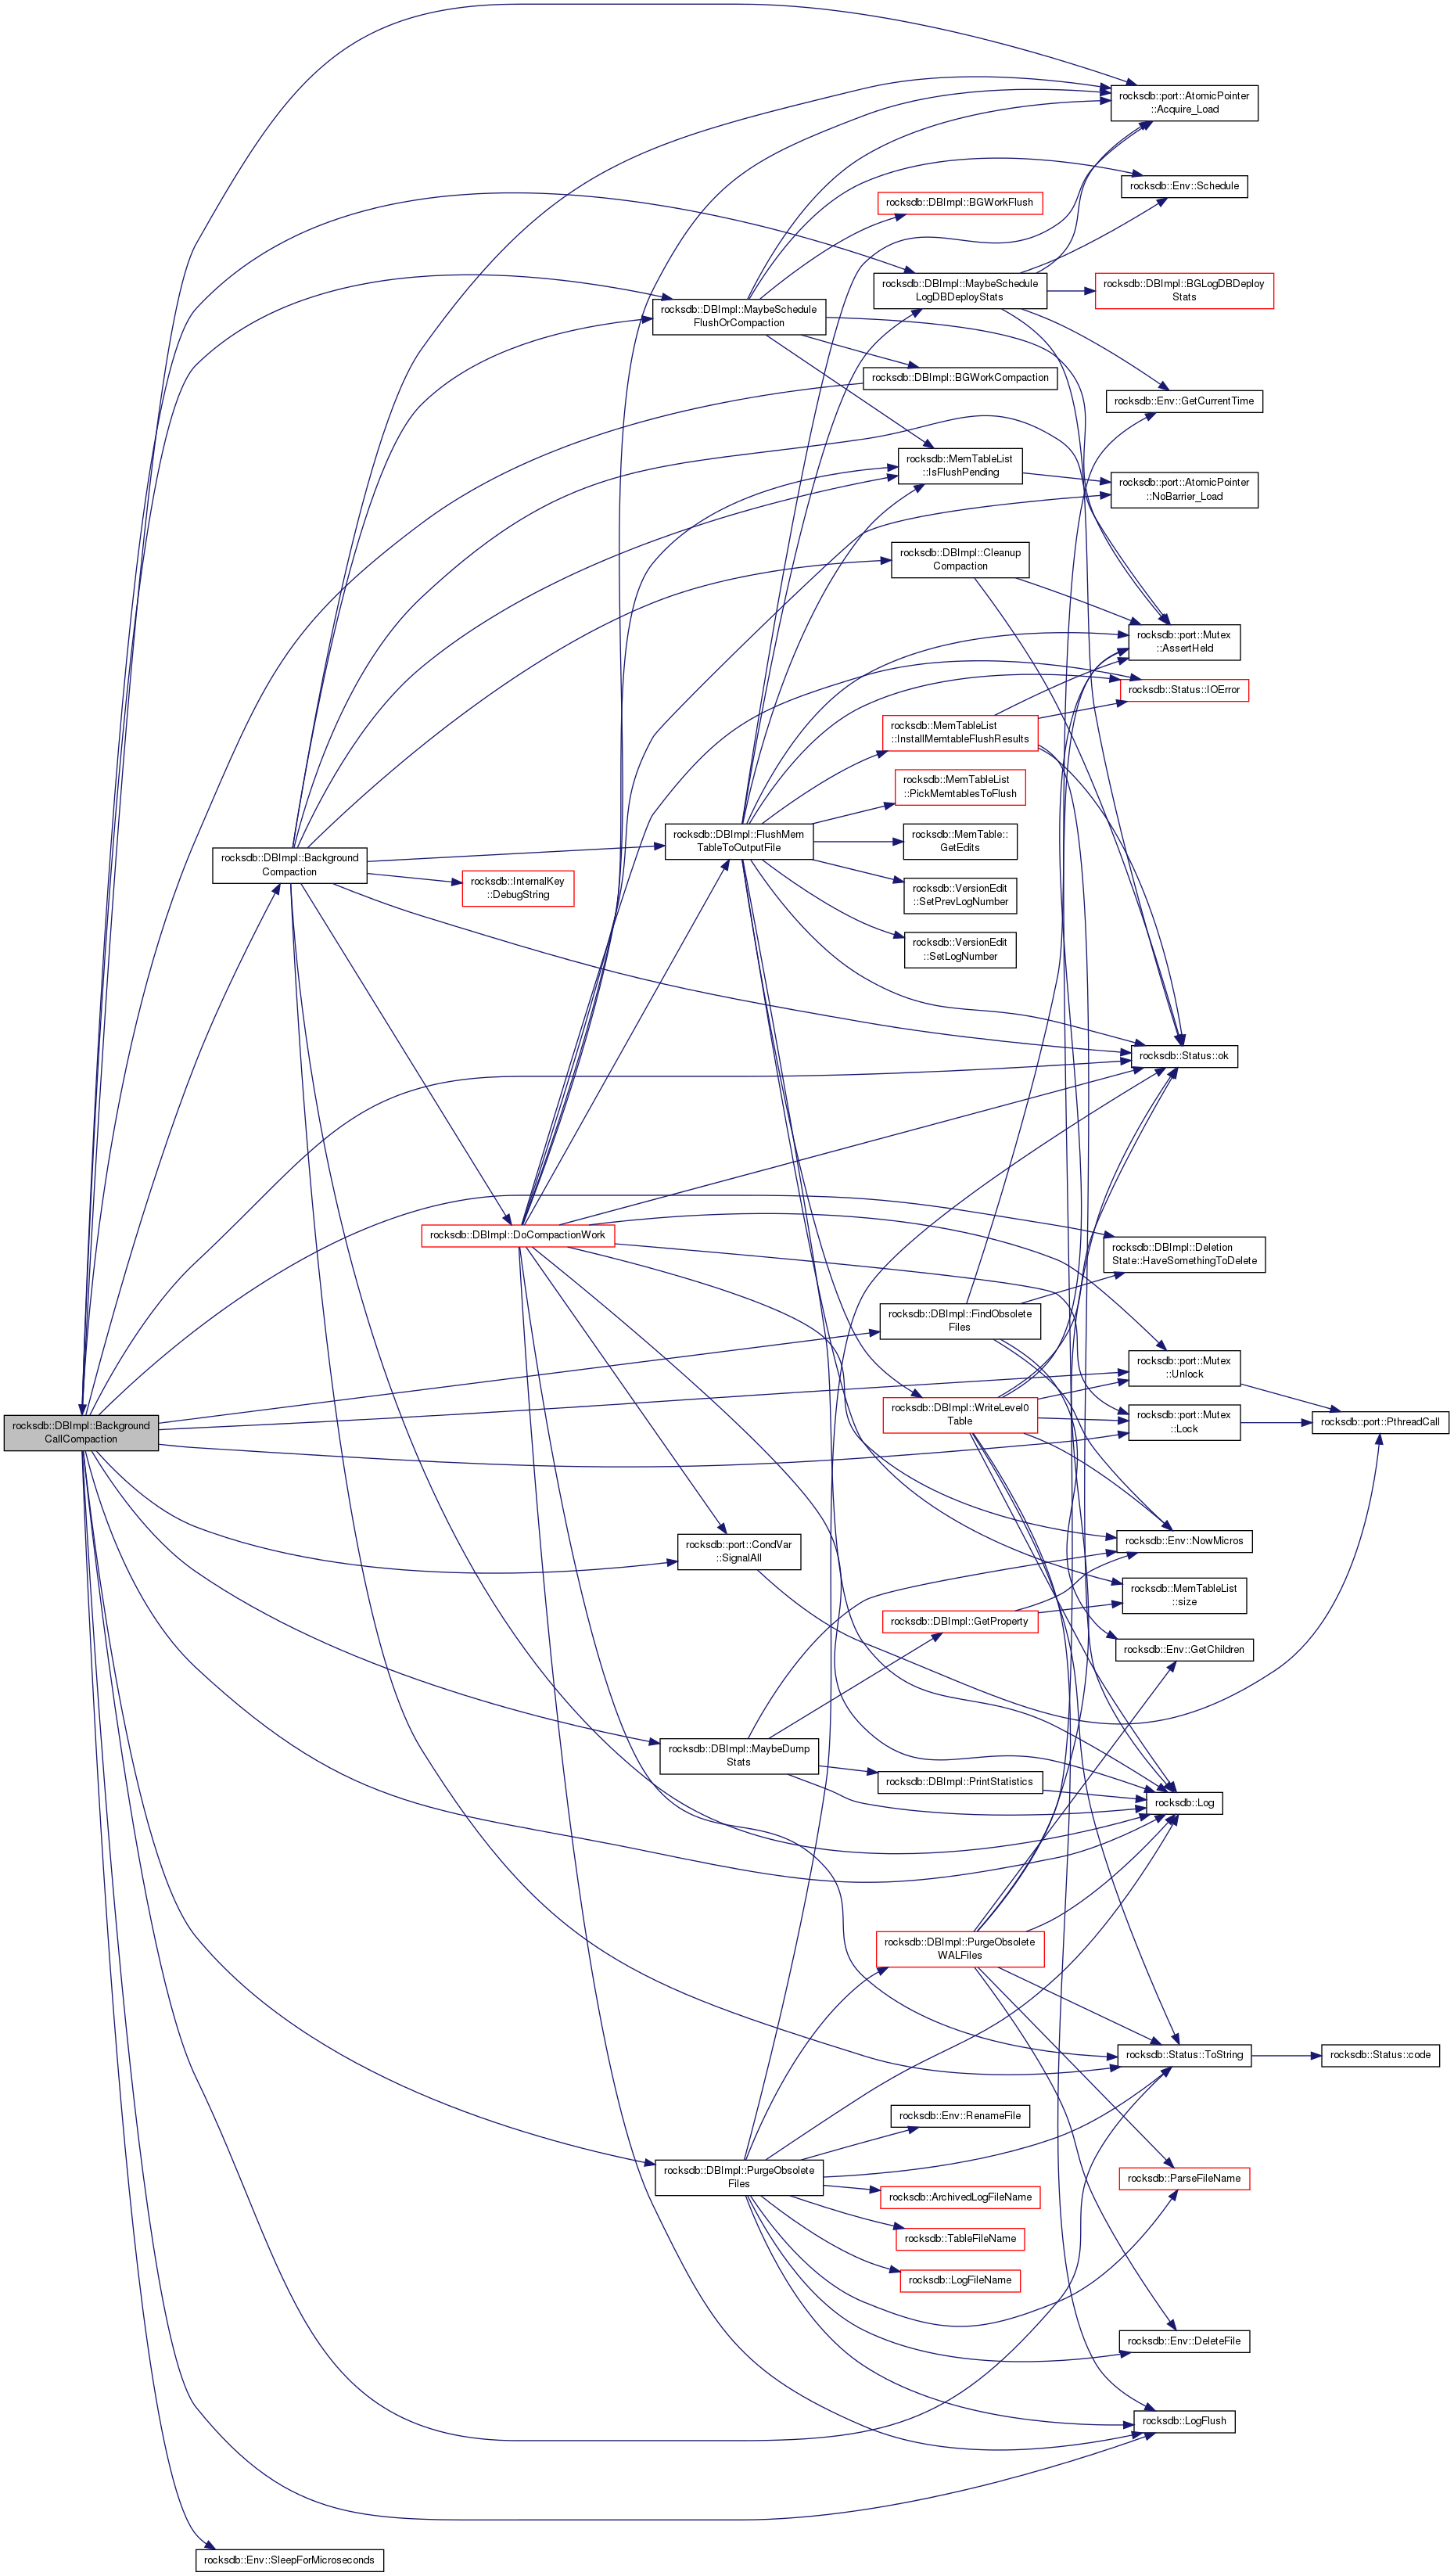 rocksdb::port::AtomicPointer
::Acquire_Load
rocksdb::Env::Schedule
rocksdb::DBImpl::BGWorkFlush
rocksdb::DBImpl::MaybeSchedule
LogDBDeployStats
rocksdb::DBImpl::BGLogDBDeploy
Stats
rocksdb::DBImpl::MaybeSchedule
FlushOrCompaction
rocksdb::DBImpl::BGWorkCompaction
rocksdb::Env::GetCurrentTime
rocksdb::MemTableList
::IsFlushPending
rocksdb::port::AtomicPointer
::NoBarrier_Load
rocksdb::DBImpl::Cleanup
Compaction
rocksdb::port::Mutex
::AssertHeld
rocksdb::Status::IOError
rocksdb::MemTableList
::InstallMemtableFlushResults
rocksdb::MemTableList
::PickMemtablesToFlush
rocksdb::DBImpl::FlushMem
TableToOutputFile
rocksdb::MemTable::
GetEdits
rocksdb::DBImpl::Background
Compaction
rocksdb::InternalKey
::DebugString
rocksdb::VersionEdit
::SetPrevLogNumber
rocksdb::VersionEdit
::SetLogNumber
rocksdb::Status::ok
rocksdb::DBImpl::DoCompactionWork
rocksdb::DBImpl::Deletion
State::HaveSomethingToDelete
rocksdb::DBImpl::FindObsolete
Files
rocksdb::port::Mutex
::Unlock
rocksdb::DBImpl::WriteLevel0
Table
rocksdb::port::Mutex
::Lock
rocksdb::port::PthreadCall
rocksdb::DBImpl::Background
CallCompaction
rocksdb::port::CondVar
::SignalAll
rocksdb::Env::NowMicros
rocksdb::MemTableList
::size
rocksdb::DBImpl::GetProperty
rocksdb::Env::GetChildren
rocksdb::DBImpl::MaybeDump
Stats
rocksdb::DBImpl::PrintStatistics
rocksdb::Log
rocksdb::DBImpl::PurgeObsolete
WALFiles
rocksdb::Status::ToString
rocksdb::Status::code
rocksdb::Env::RenameFile
rocksdb::DBImpl::PurgeObsolete
Files
rocksdb::ParseFileName
rocksdb::ArchivedLogFileName
rocksdb::TableFileName
rocksdb::LogFileName
rocksdb::Env::DeleteFile
rocksdb::LogFlush
rocksdb::Env::SleepForMicroseconds